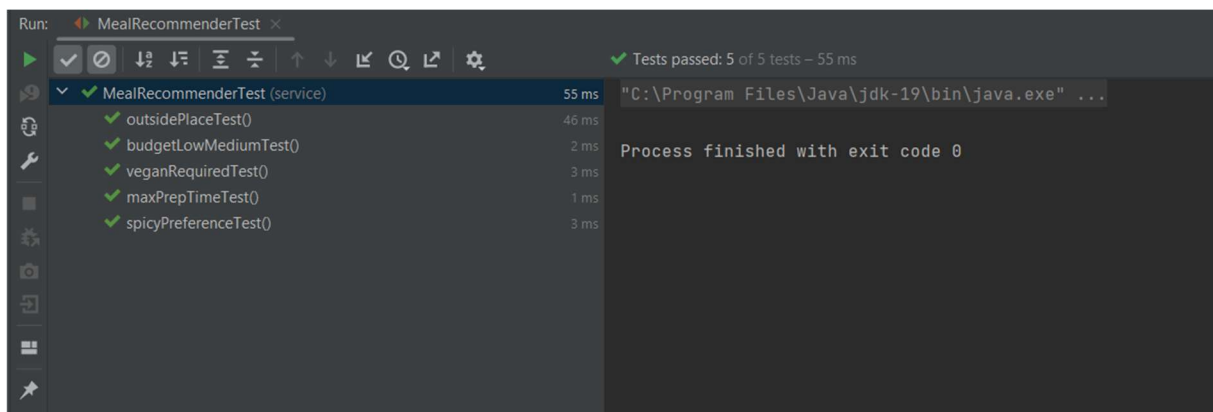 Run: MealRecommenderTest
Tests passed: 5 of 5 tests – 55 ms
MealRecommenderTest (service) 55 ms
outsidePlaceTest() 46 ms
budgetLowMediumTest() 2 ms
veganRequiredTest() 3 ms
maxPrepTimeTest() 1 ms
spicyPreferenceTest() 3 ms
"C:\Program Files\Java\jdk-19\bin\java.exe" ...
Process finished with exit code 0